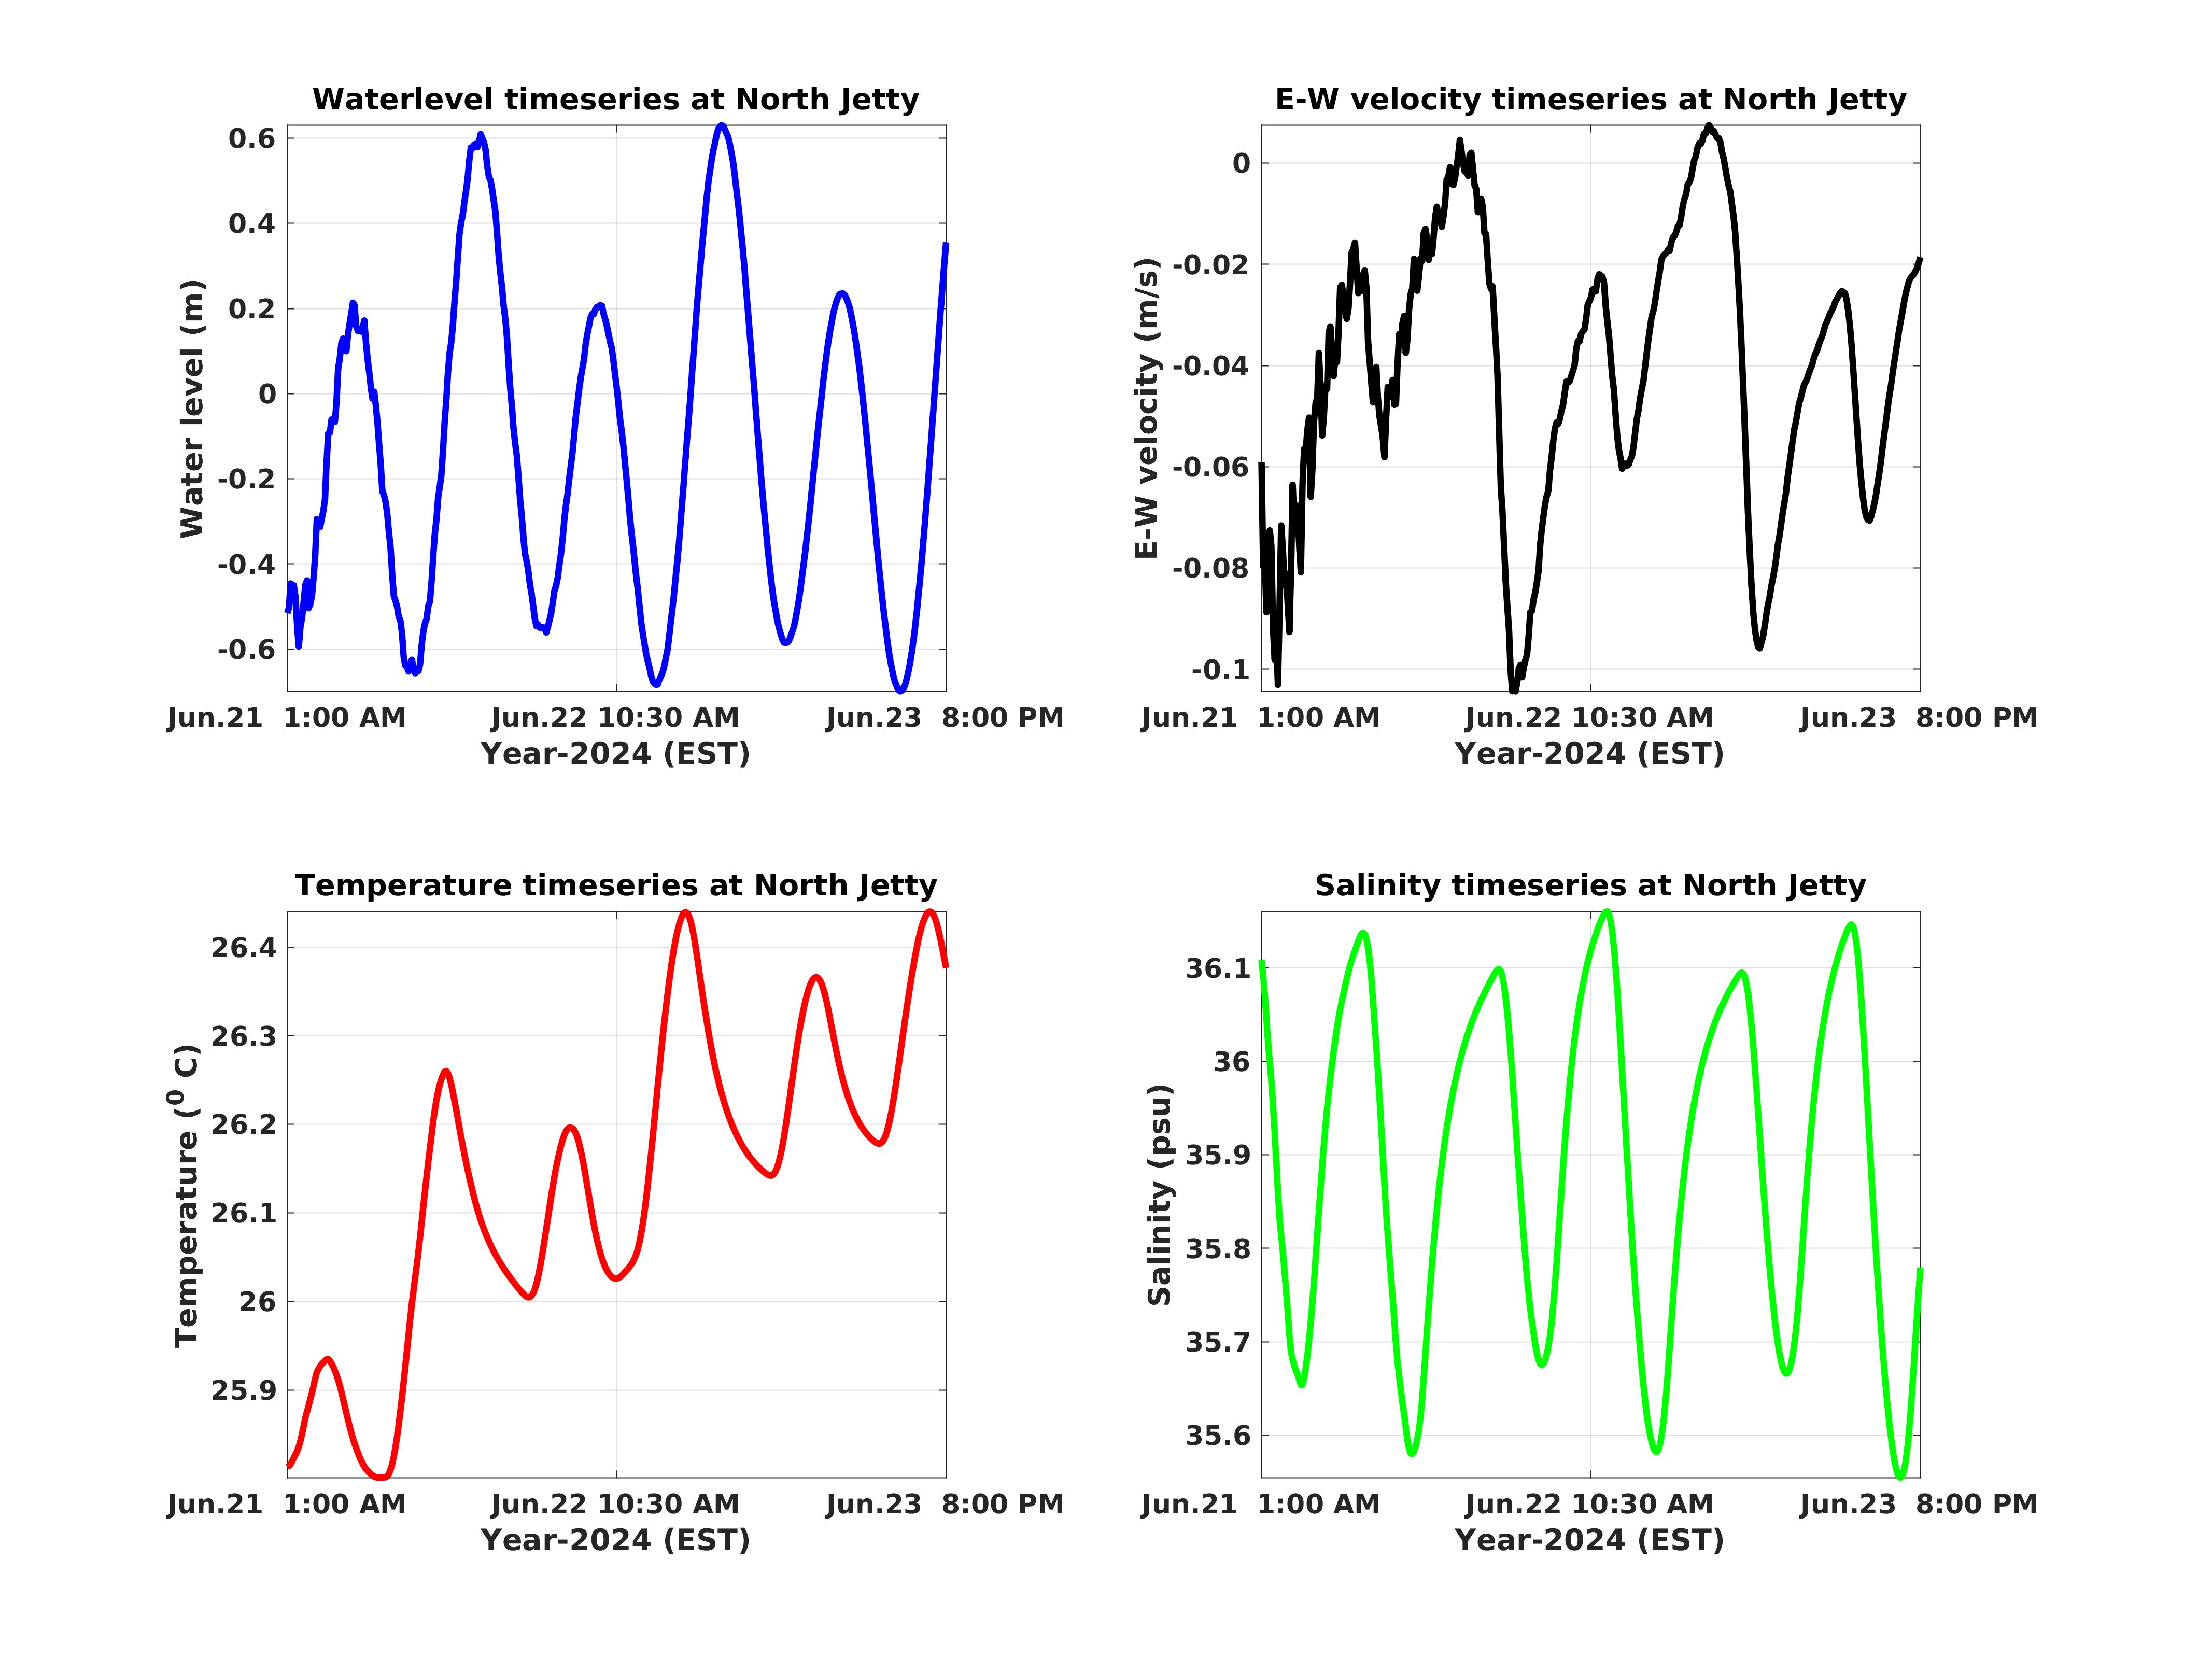 Waterlevel timeseries at North Jetty
0.6
0.4
0.2
0
-0.2
-0.4
-0.6
Water level (m)
Jun.21 1:00 AM
Jun.22 10:30 AM
Jun.23 8:00 PM
Year-2024 (EST)
E-W velocity timeseries at North Jetty
0
-0.02
-0.04
-0.06
-0.08
-0.1
E-W velocity (m/s)
Jun.21 1:00 AM
Jun.22 10:30 AM
Jun.23 8:00 PM
Year-2024 (EST)
Temperature timeseries at North Jetty
26.4
26.3
26.2
26.1
26
25.9
Temperature (⁰ C)
Jun.21 1:00 AM
Jun.22 10:30 AM
Jun.23 8:00 PM
Year-2024 (EST)
Salinity timeseries at North Jetty
36.1
36
35.9
35.8
35.7
35.6
Salinity (psu)
Jun.21 1:00 AM
Jun.22 10:30 AM
Jun.23 8:00 PM
Year-2024 (EST)